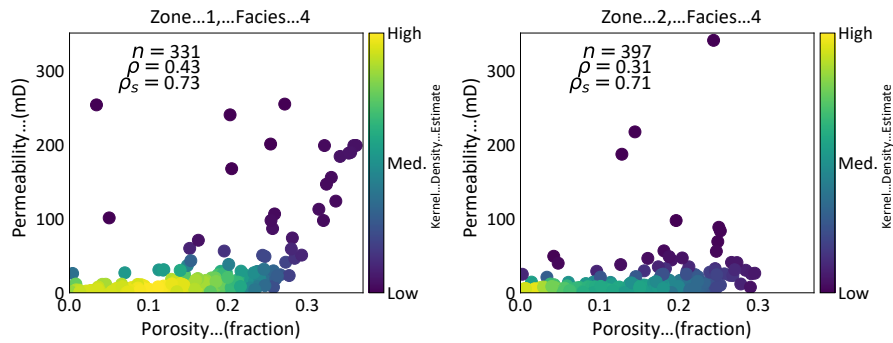 Zone...1,...Facies...4
n = 331
ρ = 0.43
ρs = 0.73
Permeability...(mD)
300
200
100
0
0.0 0.1 0.2 0.3
Porosity...(fraction)
High
Med.
Low
Kernel...Density...Estimate
Zone...2,...Facies...4
n = 397
ρ = 0.31
ρs = 0.71
Permeability...(mD)
300
200
100
0
0.0 0.1 0.2 0.3
Porosity...(fraction)
High
Med.
Low
Kernel...Density...Estimate